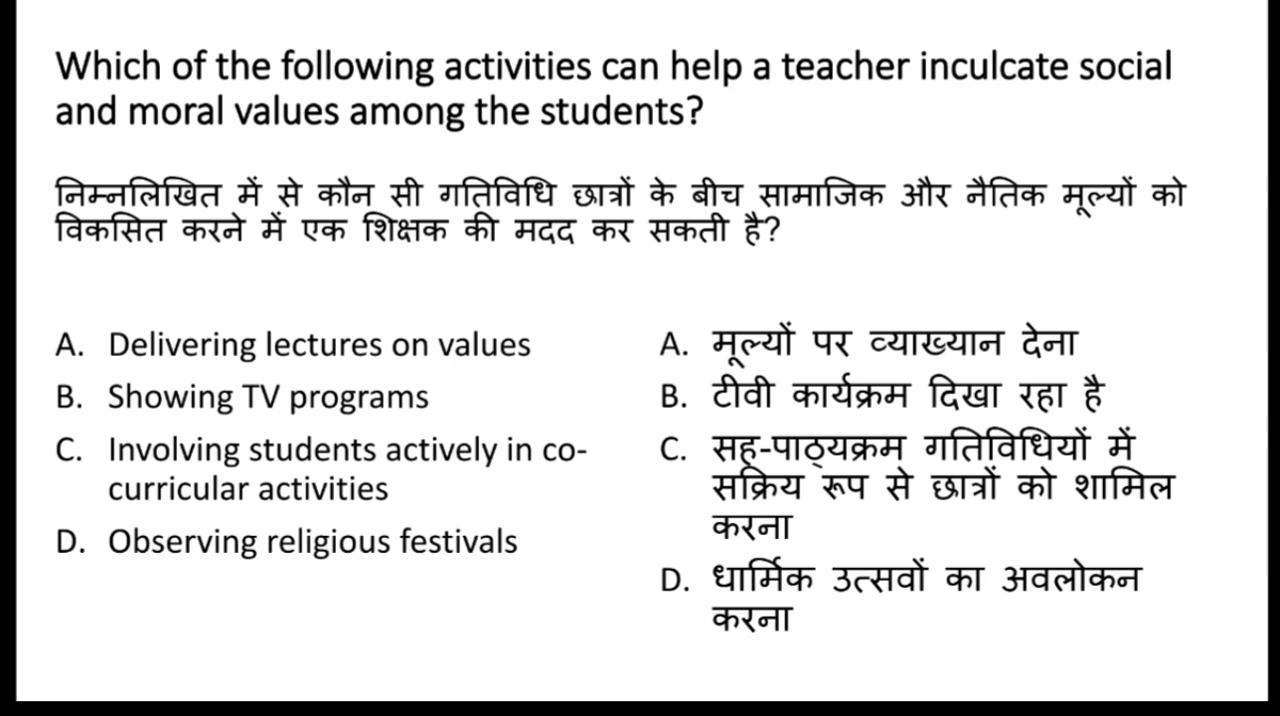 Which of the following activities can help a teacher inculcate social
and moral values among the students?
निम्नलिखित में से कौन सी गतिविधि छात्रों के बीच सामाजिक और नैतिक मूल्यों को
विकसित करने में एक शिक्षक की मदद कर सकती है?
A. Delivering lectures on values
B. Showing TV programs
C. Involving students actively in co-
curricular activities
D. Observing religious festivals
A. मूल्यों पर व्याख्यान देना
B. टीवी कार्यक्रम दिखा रहा है
C. सह-पाठ्यक्रम गतिविधियों में
सक्रिय रूप से छात्रों को शामिल
करना
D. धार्मिक उत्सवों का अवलोकन
करना